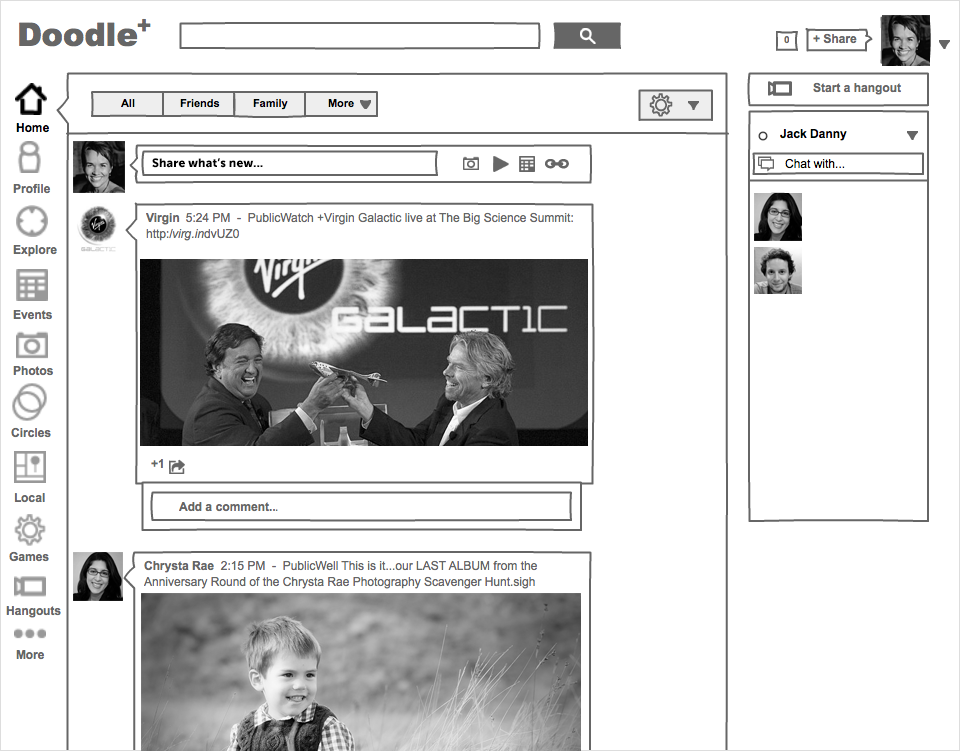 Doodle+
0
+ Share
Home
Profile
Explore
Events
Photos
Circles
Local
Games
Hangouts
More
All
Friends
Family
More
Share what's new...
Virgin 5:24 PM - PublicWatch +Virgin Galactic live at The Big Science Summit:
http:/virg.indvUZ0
GALACTIC
Virgin
GALACTIC
+1
Add a comment...
Chrysta Rae 2:15 PM - PublicWell This is it...our LAST ALBUM from the
Anniversary Round of the Chrysta Rae Photography Scavenger Hunt.sigh
Start a hangout
Jack Danny
Chat with...